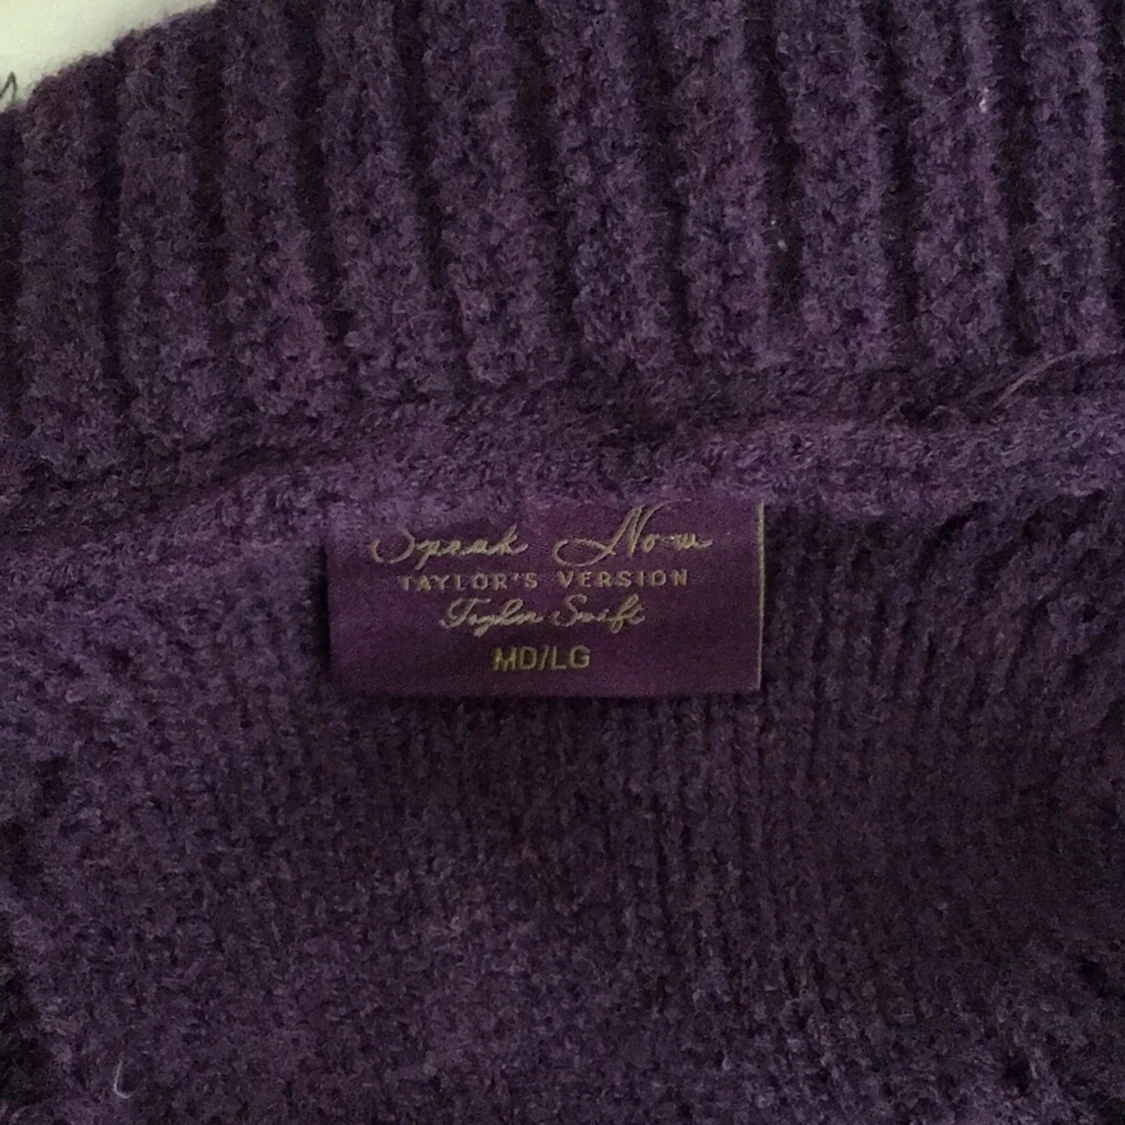 Speak Now
TAYLOR'S VERSION
Taylor Swift
MD/LG